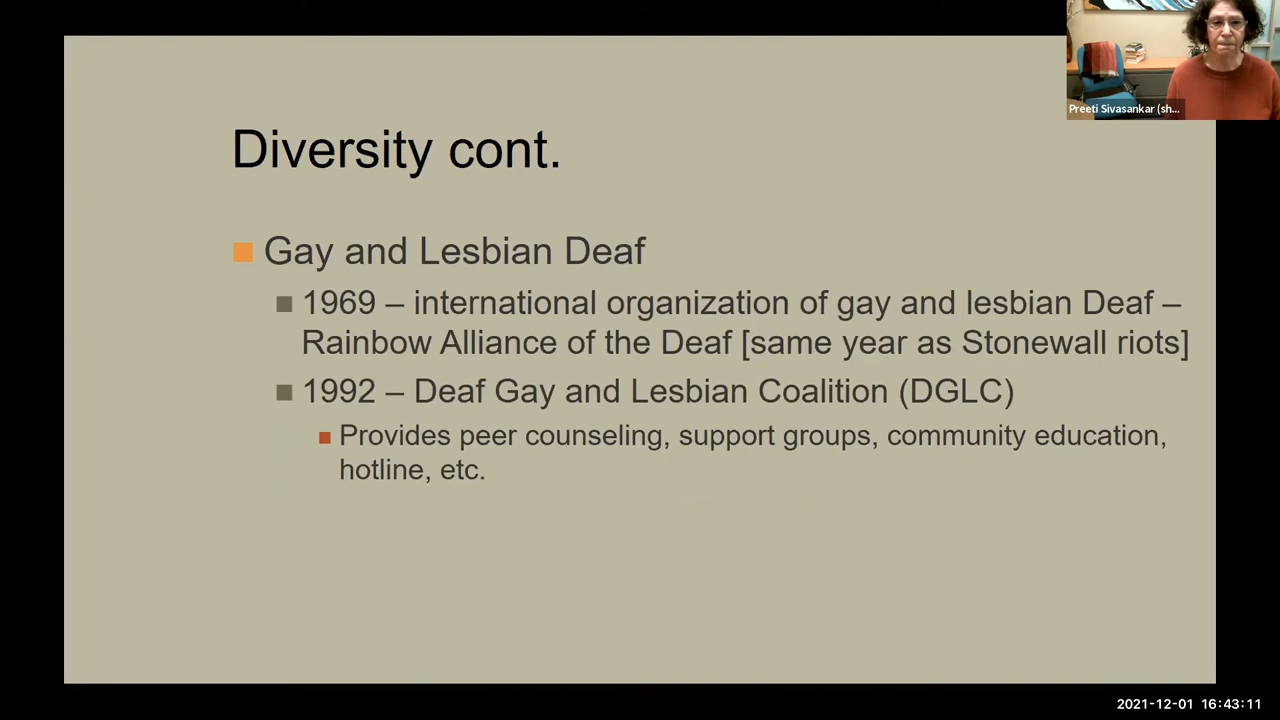 Diversity cont.
Gay and Lesbian Deaf
1969 – international organization of gay and lesbian Deaf –
Rainbow Alliance of the Deaf [same year as Stonewall riots]
1992 – Deaf Gay and Lesbian Coalition (DGLC)
Provides peer counseling, support groups, community education,
hotline, etc.
Preeti Sivasankar (sh...
2021-12-01 16:43:11